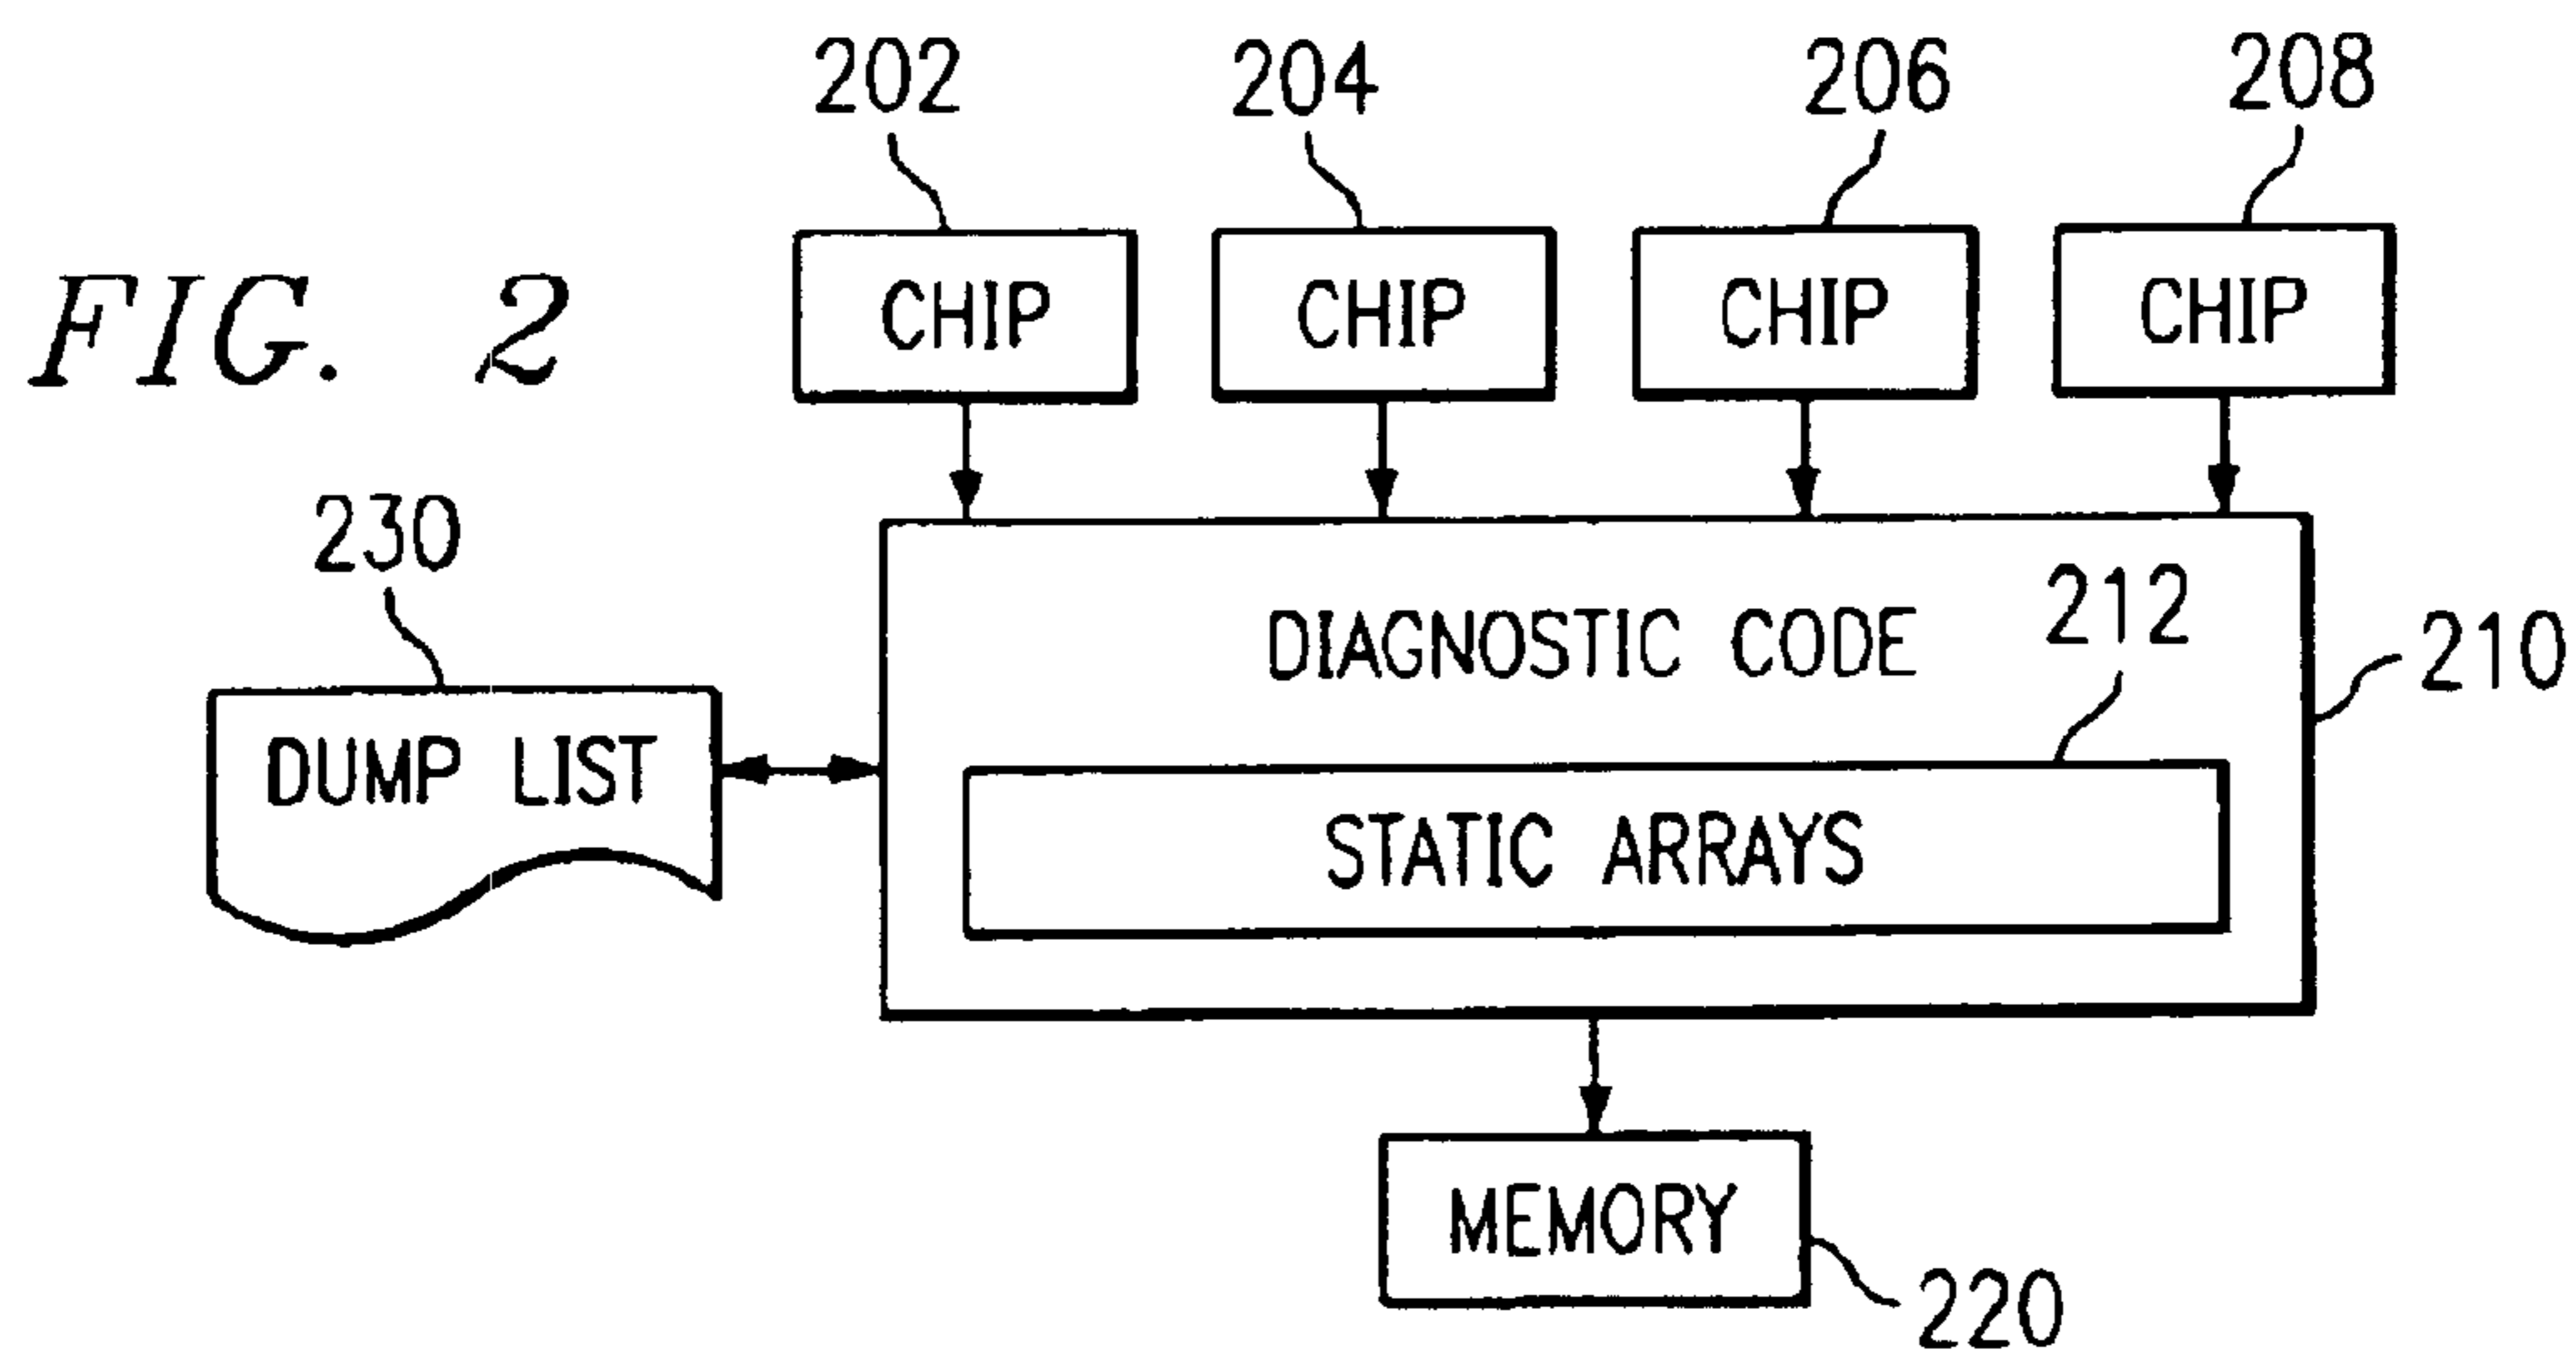 202 204 206 208
FIG. 2
CHIP CHIP CHIP CHIP
230
212
DIAGNOSTIC CODE
210
DUMP LIST
STATIC ARRAYS
MEMORY
220